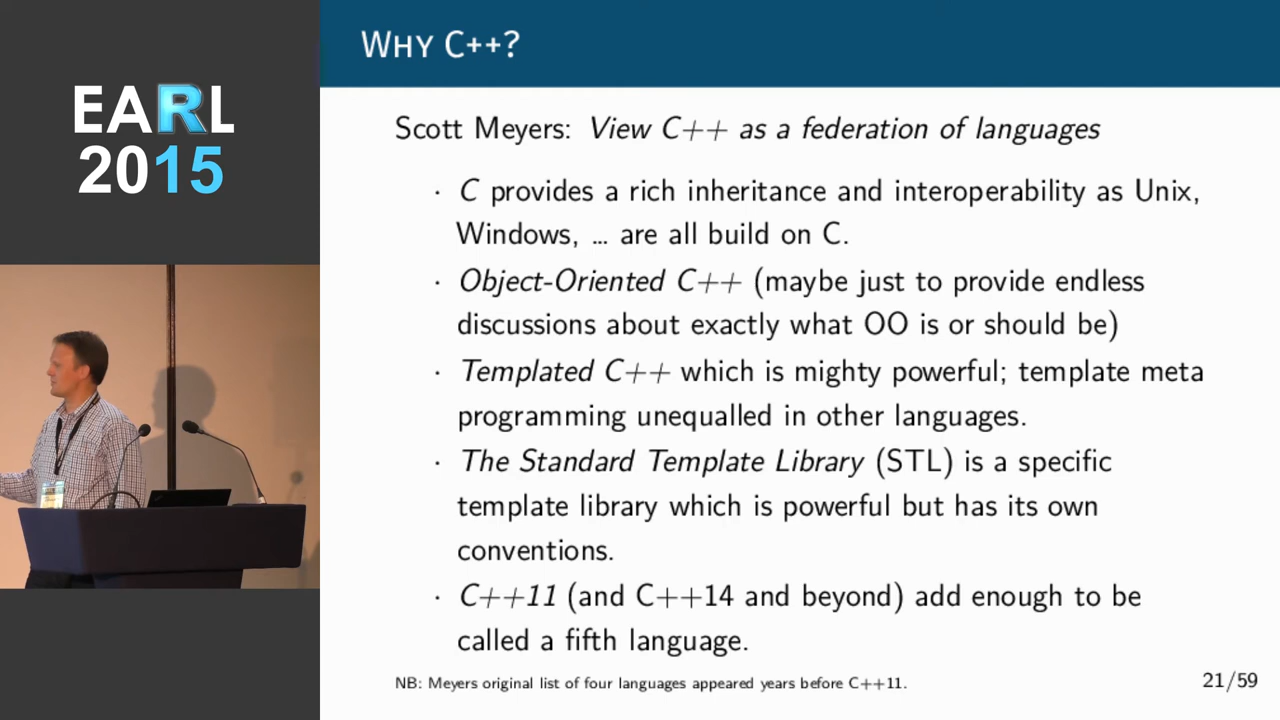 EARL
2015
WHY C++?
Scott Meyers: View C++ as a federation of languages
· C provides a rich inheritance and interoperability as Unix,
Windows, … are all build on C.
· Object-Oriented C++ (maybe just to provide endless
discussions about exactly what OO is or should be)
· Templated C++ which is mighty powerful; template meta
programming unequalled in other languages.
· The Standard Template Library (STL) is a specific
template library which is powerful but has its own
conventions.
· C++11 (and C++14 and beyond) add enough to be
called a fifth language.
NB: Meyers original list of four languages appeared years before C++11.
21/59